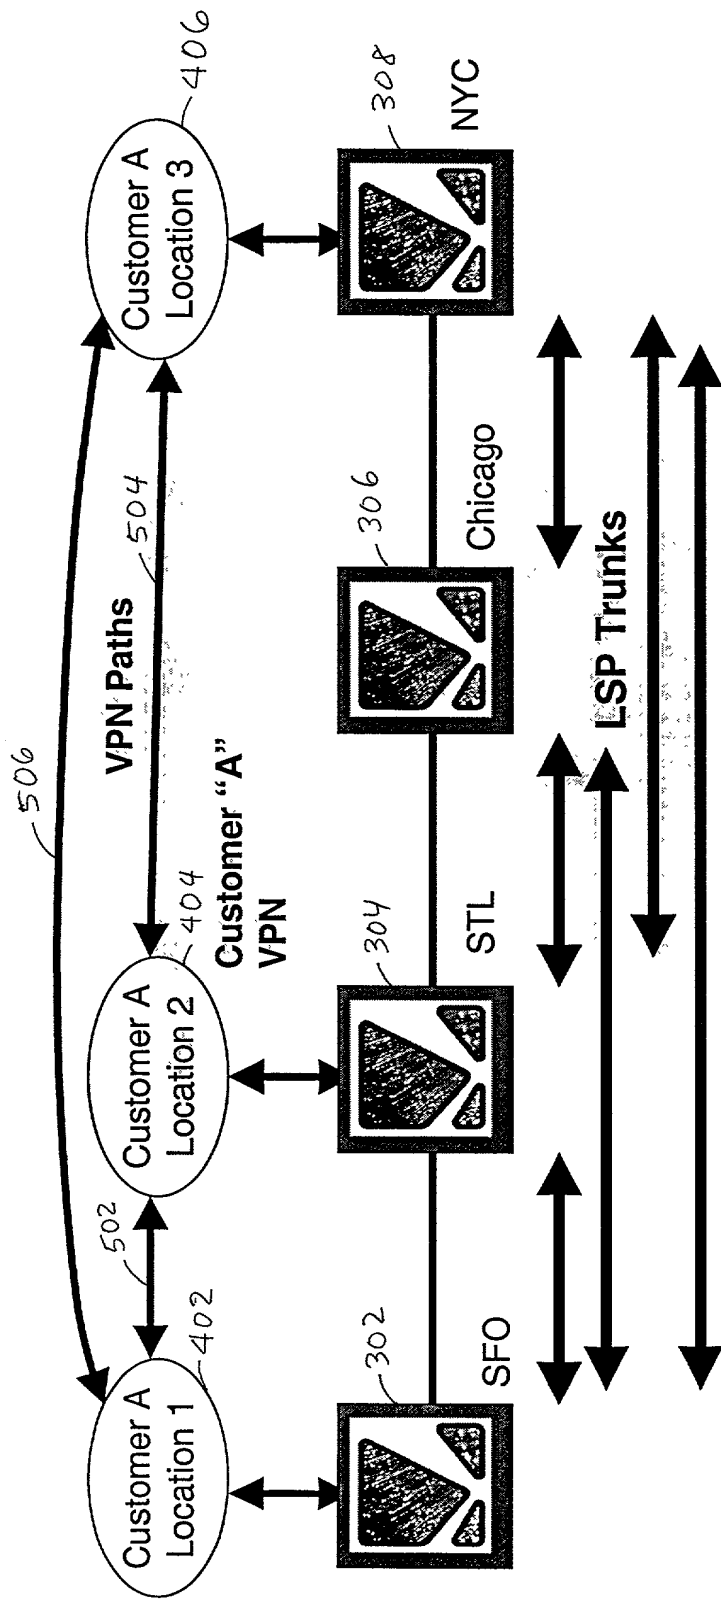 506
VPN Paths
504
Customer A
Location 1
402
502
Customer A
Location 2
404
Customer A
Location 3
406
Customer "A"
VPN
302
304
306
308
SFO
STL
Chicago
NYC
LSP Trunks